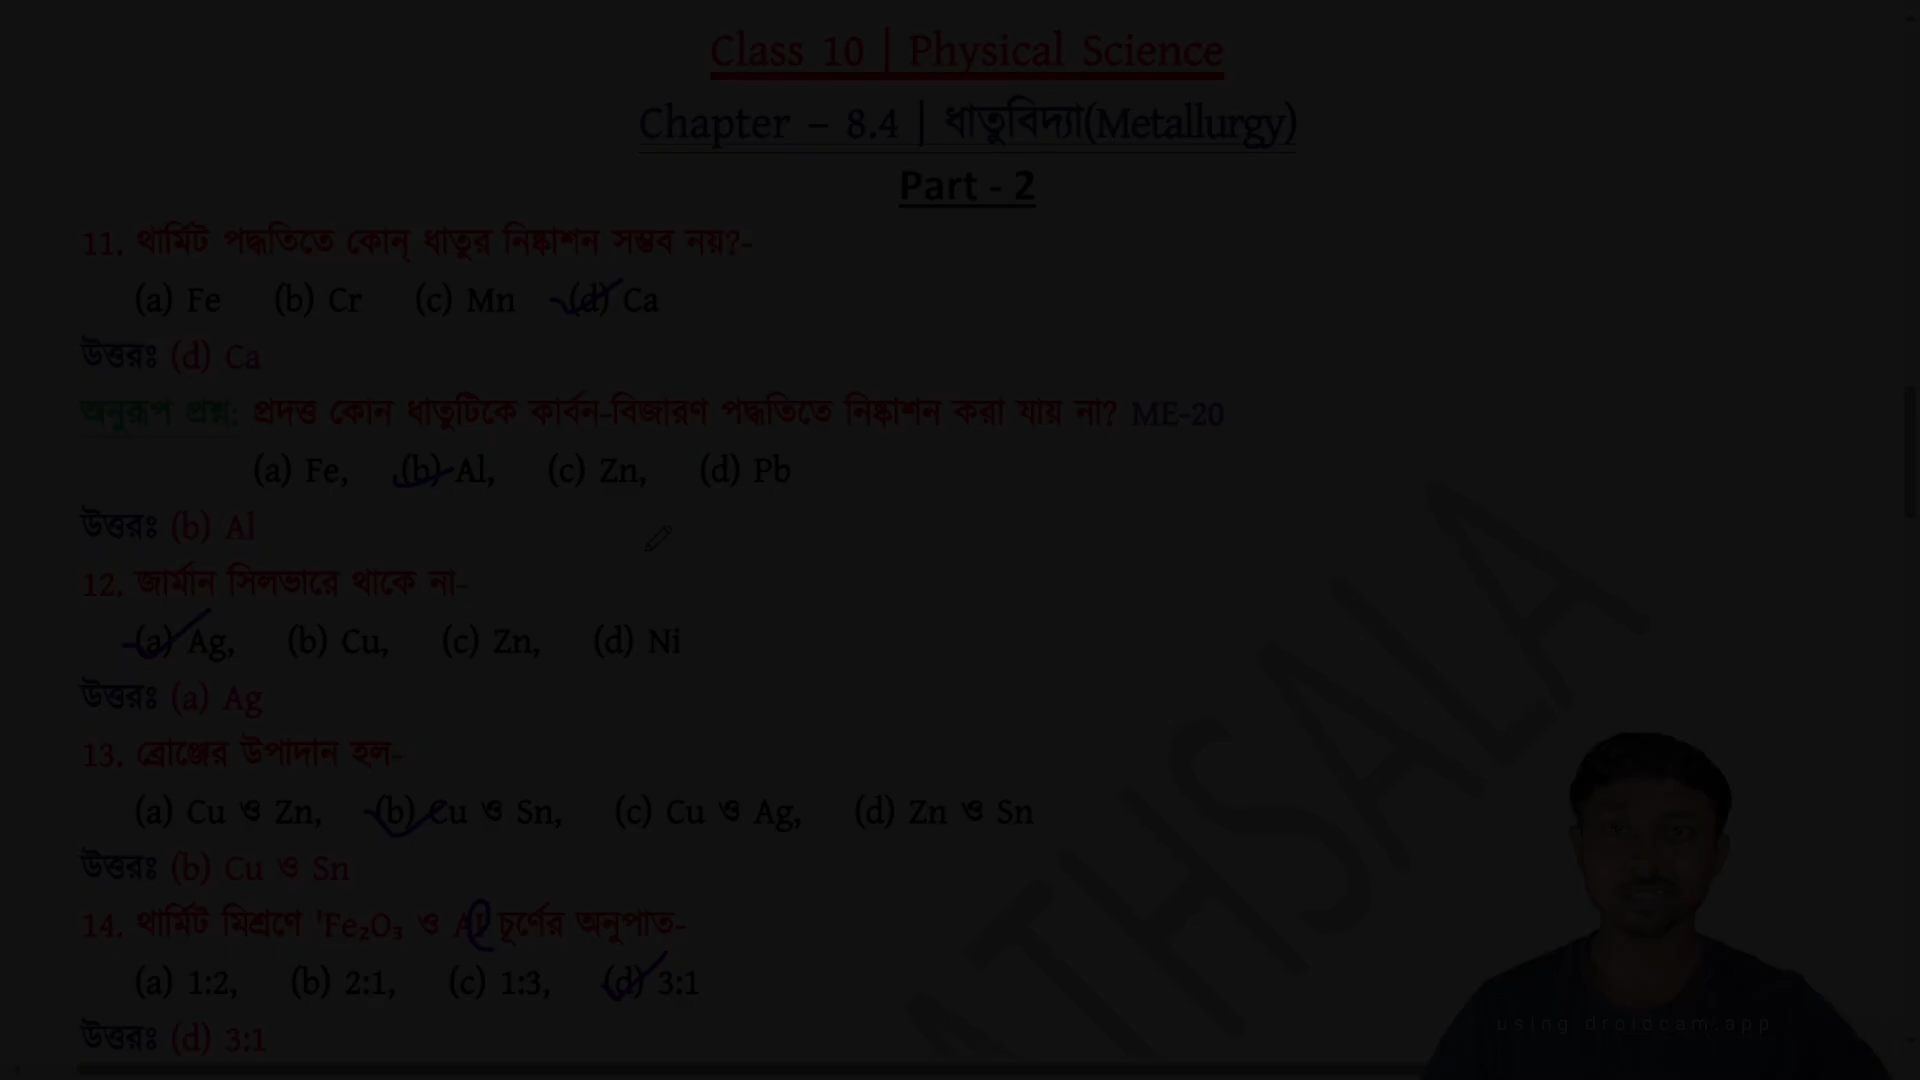 Class 10 | Physical Science
Chapter – 8.4 | ধাতুবিদ্যা(Metallurgy)
Part - 2
11. থার্মিট পদ্ধতিতে কোন্ ধাতুর নিষ্কাশন সম্ভব নয়?-
(a) Fe (b) Cr (c) Mn (d) Ca
উত্তরঃ (d) Ca
অনুরূপ প্রশ্ন: প্রদত্ত কোন ধাতুটিকে কার্বন-বিজারণ পদ্ধতিতে নিষ্কাশন করা যায় না? ME-20
(a) Fe, (b) Al, (c) Zn, (d) Pb
উত্তরঃ (b) Al
12. জার্মান সিলভারে থাকে না-
(a) Ag, (b) Cu, (c) Zn, (d) Ni
উত্তরঃ (a) Ag
13. ব্রোঞ্জের উপাদান হল-
(a) Cu ও Zn, (b) Cu ও Sn, (c) Cu ও Ag, (d) Zn ও Sn
উত্তরঃ (b) Cu ও Sn
14. থার্মিট মিশ্রণে Fe₂O₃ ও Al চূর্ণের অনুপাত-
(a) 1:2, (b) 2:1, (c) 1:3, (d) 3:1
উত্তরঃ (d) 3:1
using droidcam.app